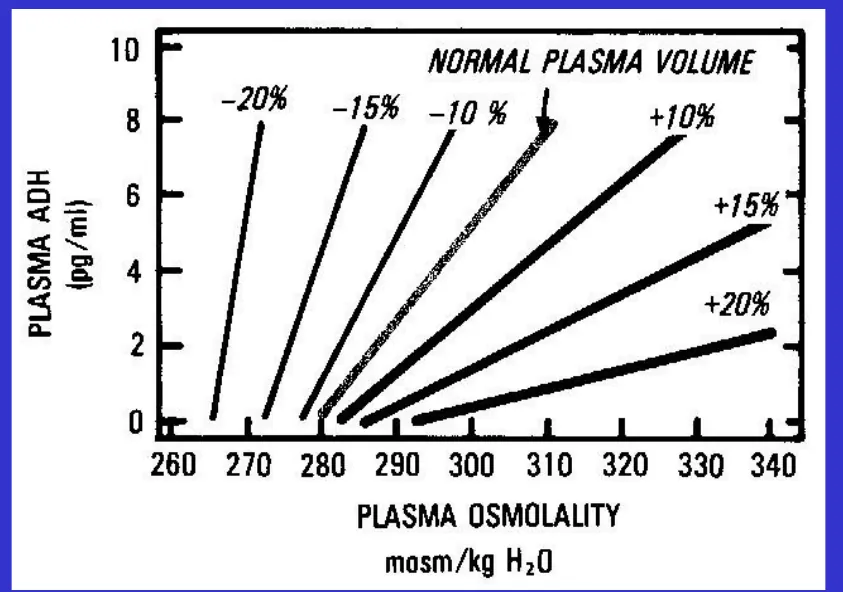 NORMAL PLASMA VOLUME
-20%
-15%
-10 %
+10%
+15%
+20%
PLASMA ADH
(pg/ml)
10
8
6
4
2
0
260 270 280 290 300 310 320 330 340
PLASMA OSMOLALITY
mosm/kg H₂O